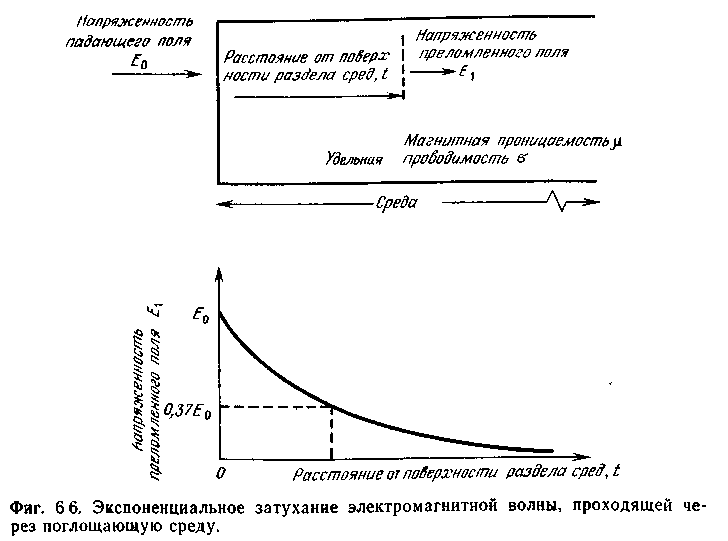 Напряженность
падающего поля
E₀
Расстояние от поверх
ности раздела сред, t
Напряженность
преломленного поля
E₁
Магнитная проницаемость μ
Удельная проводимость σ
Среда
Напряженность
преломленного поля E₁
E₀
0,37E₀
0
Расстояние от поверхности раздела сред, t
Фиг. 6 6. Экспоненциальное затухание электромагнитной волны, проходящей че-
рез поглощающую среду.